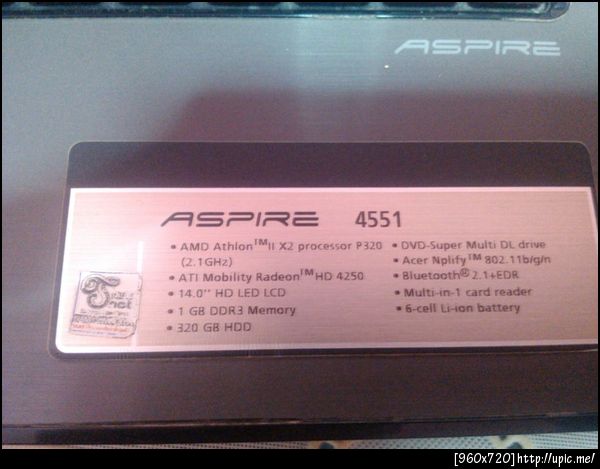 ASPIRE
ASPIRE 4551
• AMD Athlon™II X2 processor P320
(2.1GHz)
• ATI Mobility Radeon™HD 4250
• 14.0'' HD LED LCD
• 1 GB DDR3 Memory
• 320 GB HDD
• DVD-Super Multi DL drive
• Acer Nplify™ 802.11b/g/n
• Bluetooth® 2.1+EDR
• Multi-in-1 card reader
• 6-cell Li-ion battery
[960x720]http://upic.me/